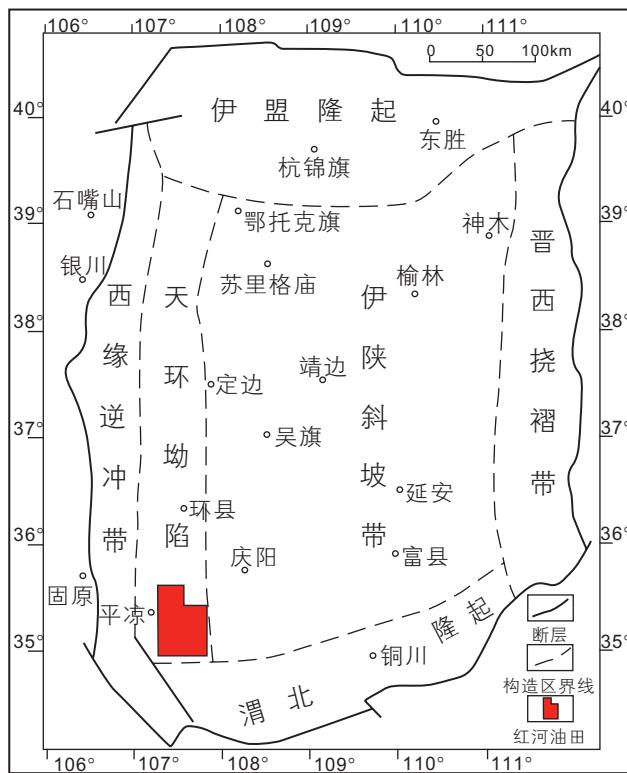 106° 107° 108° 109° 110° 111°
0 50 100km
40° 40°
伊盟隆起
东胜
杭锦旗
石嘴山
39° 39°
鄂托克旗
神木
银川
苏里格庙
榆林
西缘逆冲带
天环坳陷
伊陕斜坡带
晋西挠褶带
38° 38°
定边
靖边
37° 37°
吴旗
延安
环县
36° 36°
庆阳
富县
固原
平凉
35° 35°
铜川
渭北隆起
断层
构造区界线
红河油田
106° 107° 108° 109° 110° 111°